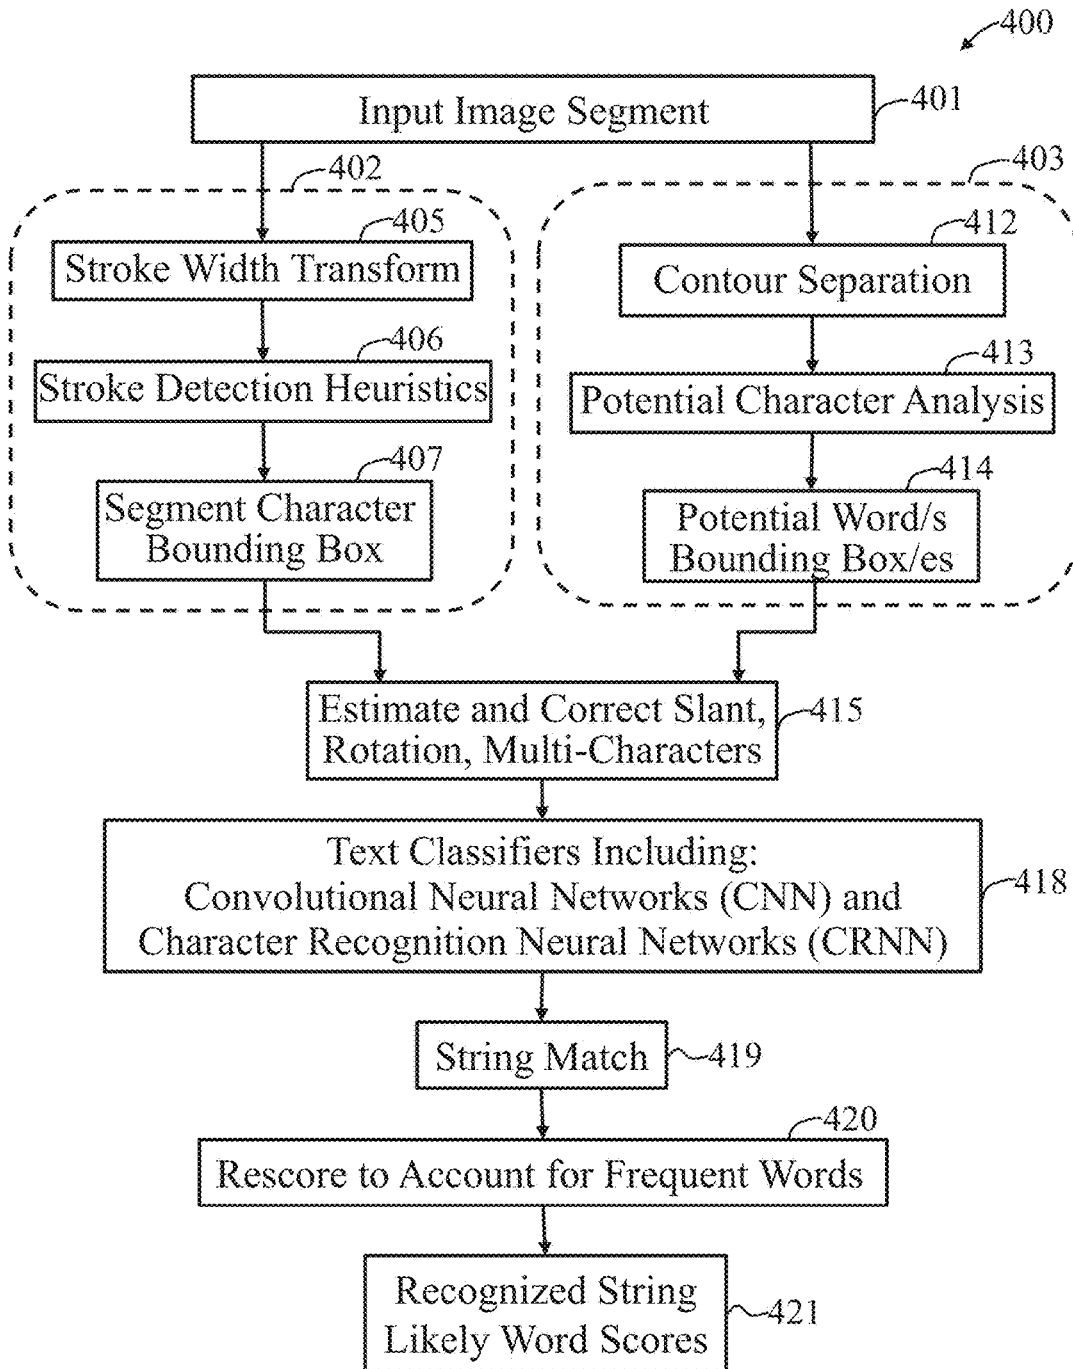 400
Input Image Segment
401
402
403
405
Stroke Width Transform
406
Stroke Detection Heuristics
407
Segment Character
Bounding Box
412
Contour Separation
413
Potential Character Analysis
414
Potential Word/s
Bounding Box/es
Estimate and Correct Slant,
Rotation, Multi-Characters
415
Text Classifiers Including:
Convolutional Neural Networks (CNN) and
Character Recognition Neural Networks (CRNN)
418
String Match
419
420
Rescore to Account for Frequent Words
Recognized String
Likely Word Scores
421